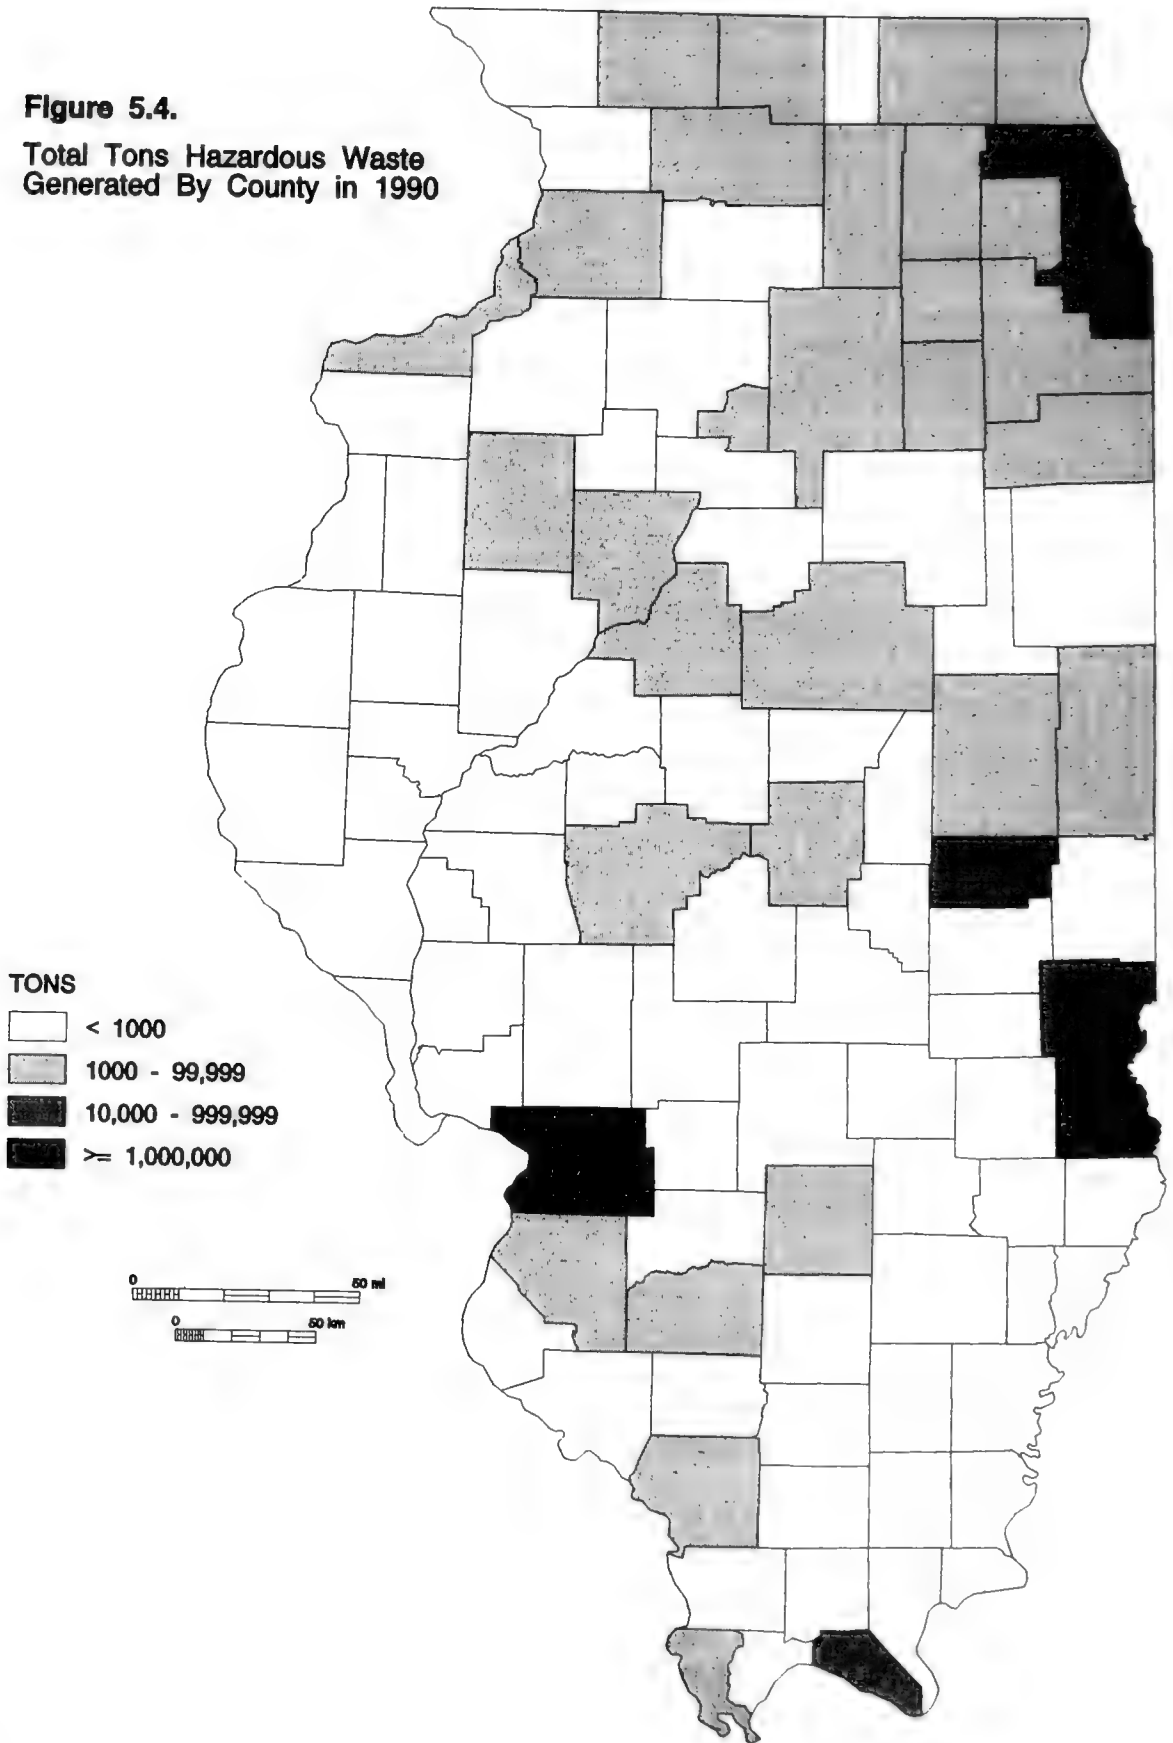 Figure 5.4.
Total Tons Hazardous Waste
Generated By County in 1990
TONS
< 1000
1000 - 99,999
10,000 - 999,999
>= 1,000,000
0 50 mi
0 50 km